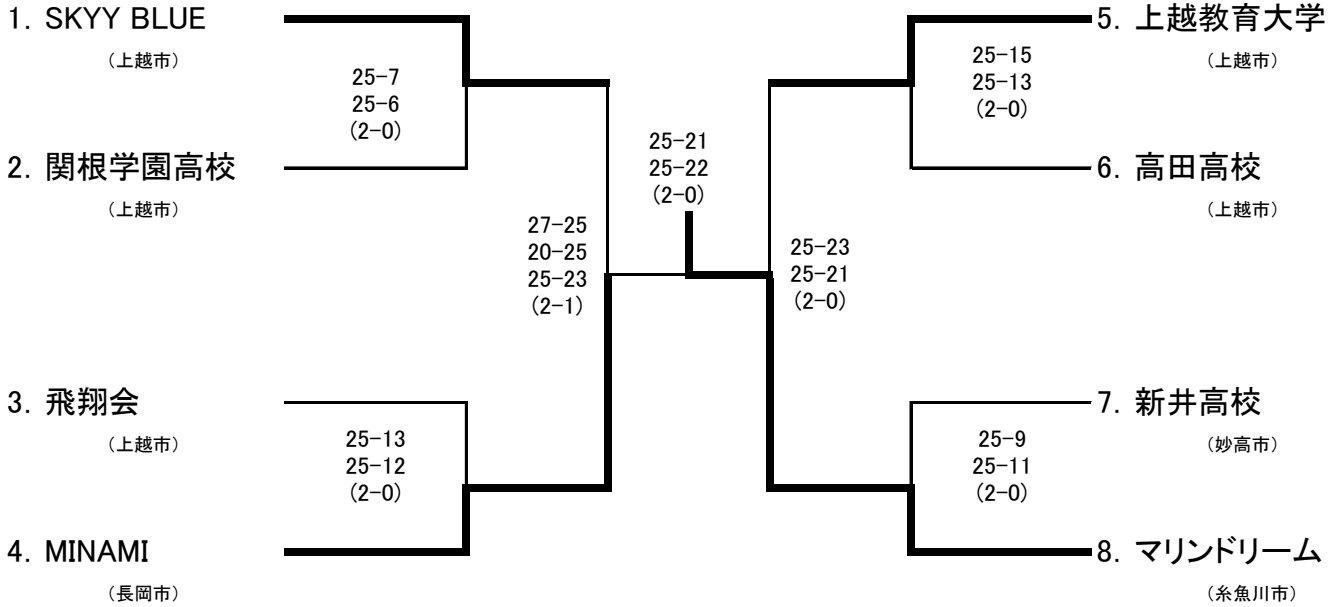 1. SKYY BLUE
（上越市）
25-7
25-6
(2-0)
2. 関根学園高校
（上越市）
27-25
20-25
25-23
(2-1)
3. 飛翔会
（上越市）
25-13
25-12
(2-0)
4. MINAMI
（長岡市）
25-21
25-22
(2-0)
5. 上越教育大学
（上越市）
25-15
25-13
(2-0)
6. 高田高校
（上越市）
25-23
25-21
(2-0)
7. 新井高校
（妙高市）
25-9
25-11
(2-0)
8. マリンドリーム
（糸魚川市）